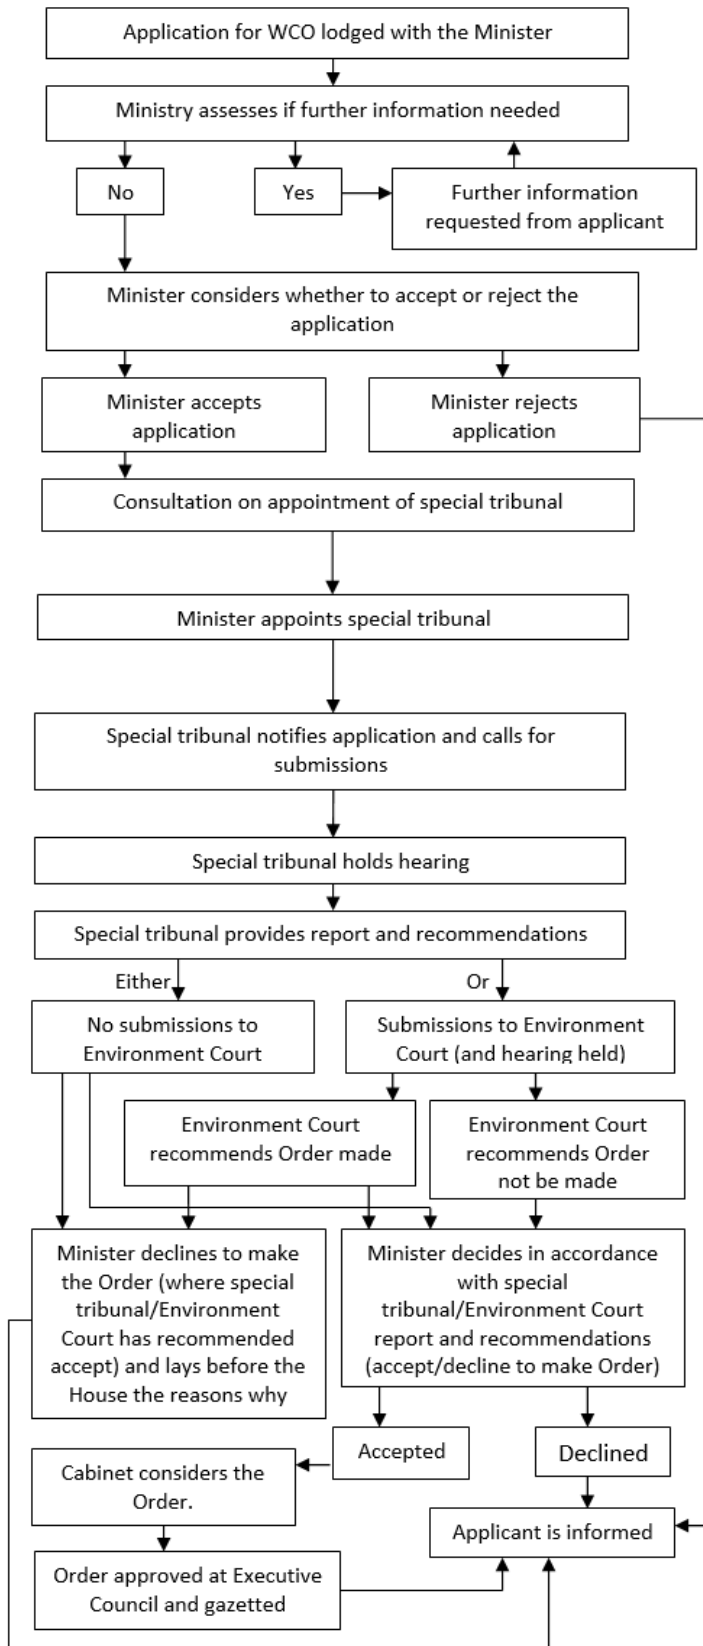 Application for WCO lodged with the Minister
Ministry assesses if further information needed
No
Yes
Further information
requested from applicant
Minister considers whether to accept or reject the
application
Minister accepts
application
Minister rejects
application
Consultation on appointment of special tribunal
Minister appoints special tribunal
Special tribunal notifies application and calls for
submissions
Special tribunal holds hearing
Special tribunal provides report and recommendations
Either
Or
No submissions to
Environment Court
Submissions to Environment
Court (and hearing held)
Environment Court
recommends Order made
Environment Court
recommends Order
not be made
Minister declines to make
the Order (where special
tribunal/Environment
Court has recommended
accept) and lays before the
House the reasons why
Minister decides in accordance
with special
tribunal/Environment Court
report and recommendations
(accept/decline to make Order)
Accepted
Declined
Cabinet considers the
Order.
Applicant is informed
Order approved at Executive
Council and gazetted